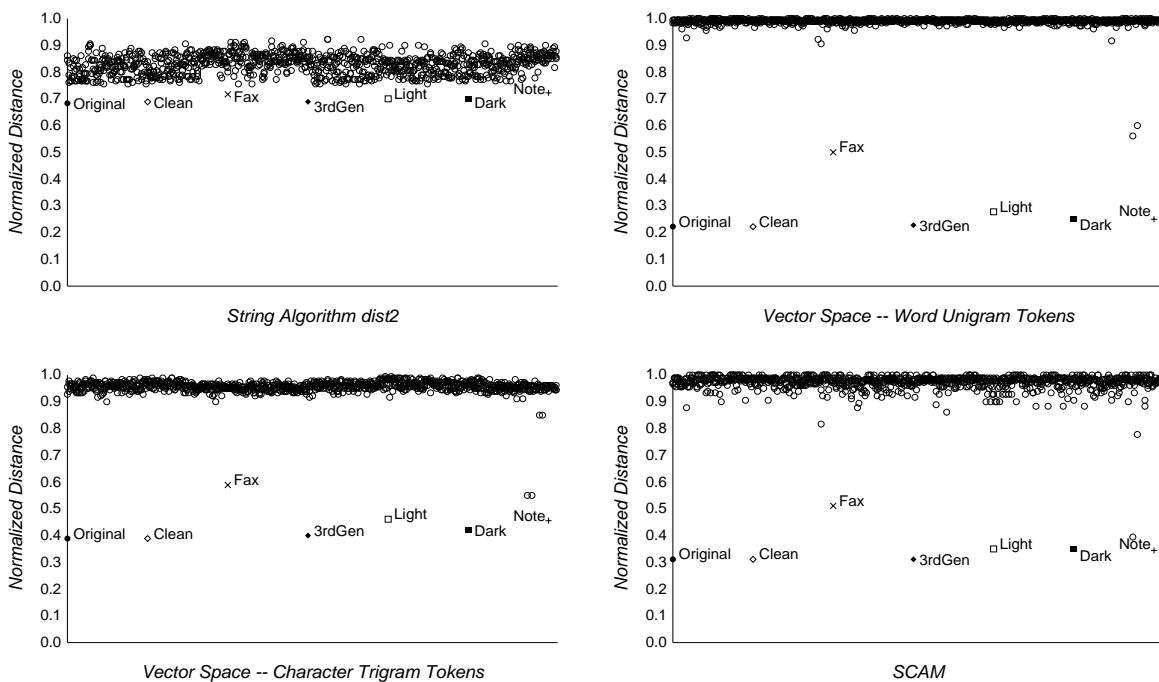 1.0
0.9
0.8
0.7
0.6
0.5
0.4
0.3
0.2
0.1
0.0
Normalized Distance
Original
Clean
Fax
3rdGen
Light
Dark
Note
String Algorithm dist2
1.0
0.9
0.8
0.7
0.6
0.5
0.4
0.3
0.2
0.1
0.0
Normalized Distance
Original
Clean
Fax
3rdGen
Light
Dark
Note
Vector Space -- Word Unigram Tokens
1.0
0.9
0.8
0.7
0.6
0.5
0.4
0.3
0.2
0.1
0.0
Normalized Distance
Original
Clean
Fax
3rdGen
Light
Dark
Note
Vector Space -- Character Trigram Tokens
1.0
0.9
0.8
0.7
0.6
0.5
0.4
0.3
0.2
0.1
0.0
Normalized Distance
Original
Clean
Fax
3rdGen
Light
Dark
Note
SCAM